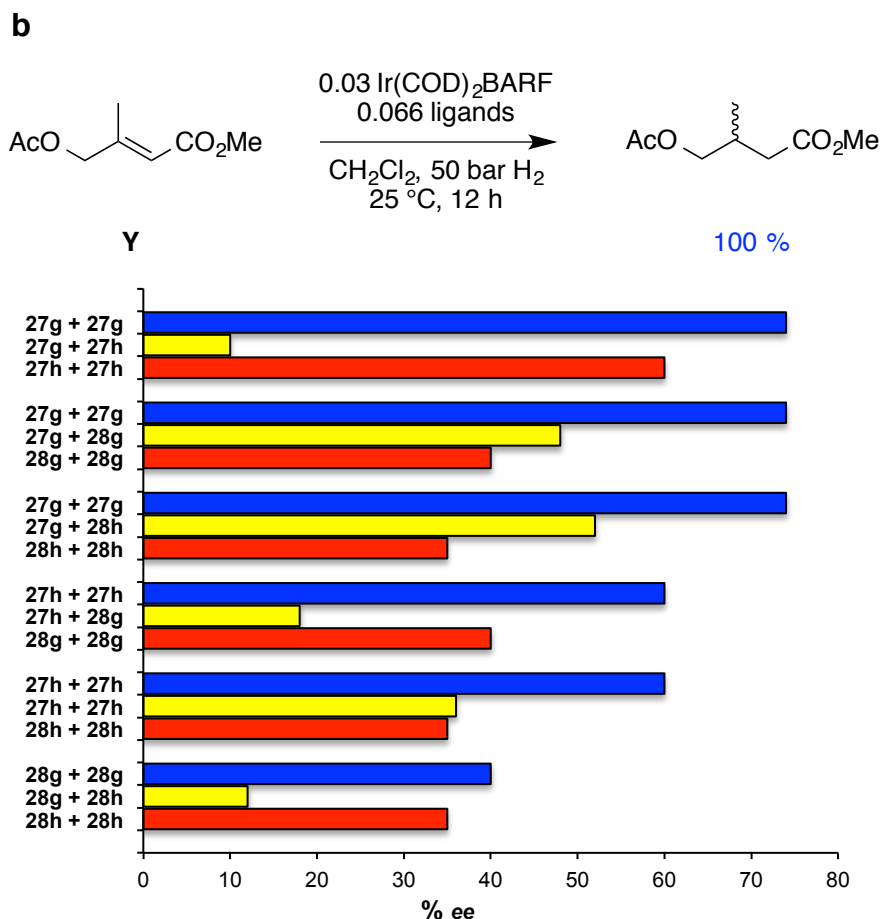 b
0.03 Ir(COD)2BARF
0.066 ligands
AcO CO2Me
AcO CO2Me
CH2Cl2, 50 bar H2
25 °C, 12 h
Y
100 %
27g + 27g
27g + 27h
27h + 27h
27g + 27g
27g + 28g
28g + 28g
27g + 27g
27g + 28h
28h + 28h
27h + 27h
27h + 28g
28g + 28g
27h + 27h
27h + 27h
28h + 28h
28g + 28g
28g + 28h
28h + 28h
0 10 20 30 40 50 60 70 80
% ee